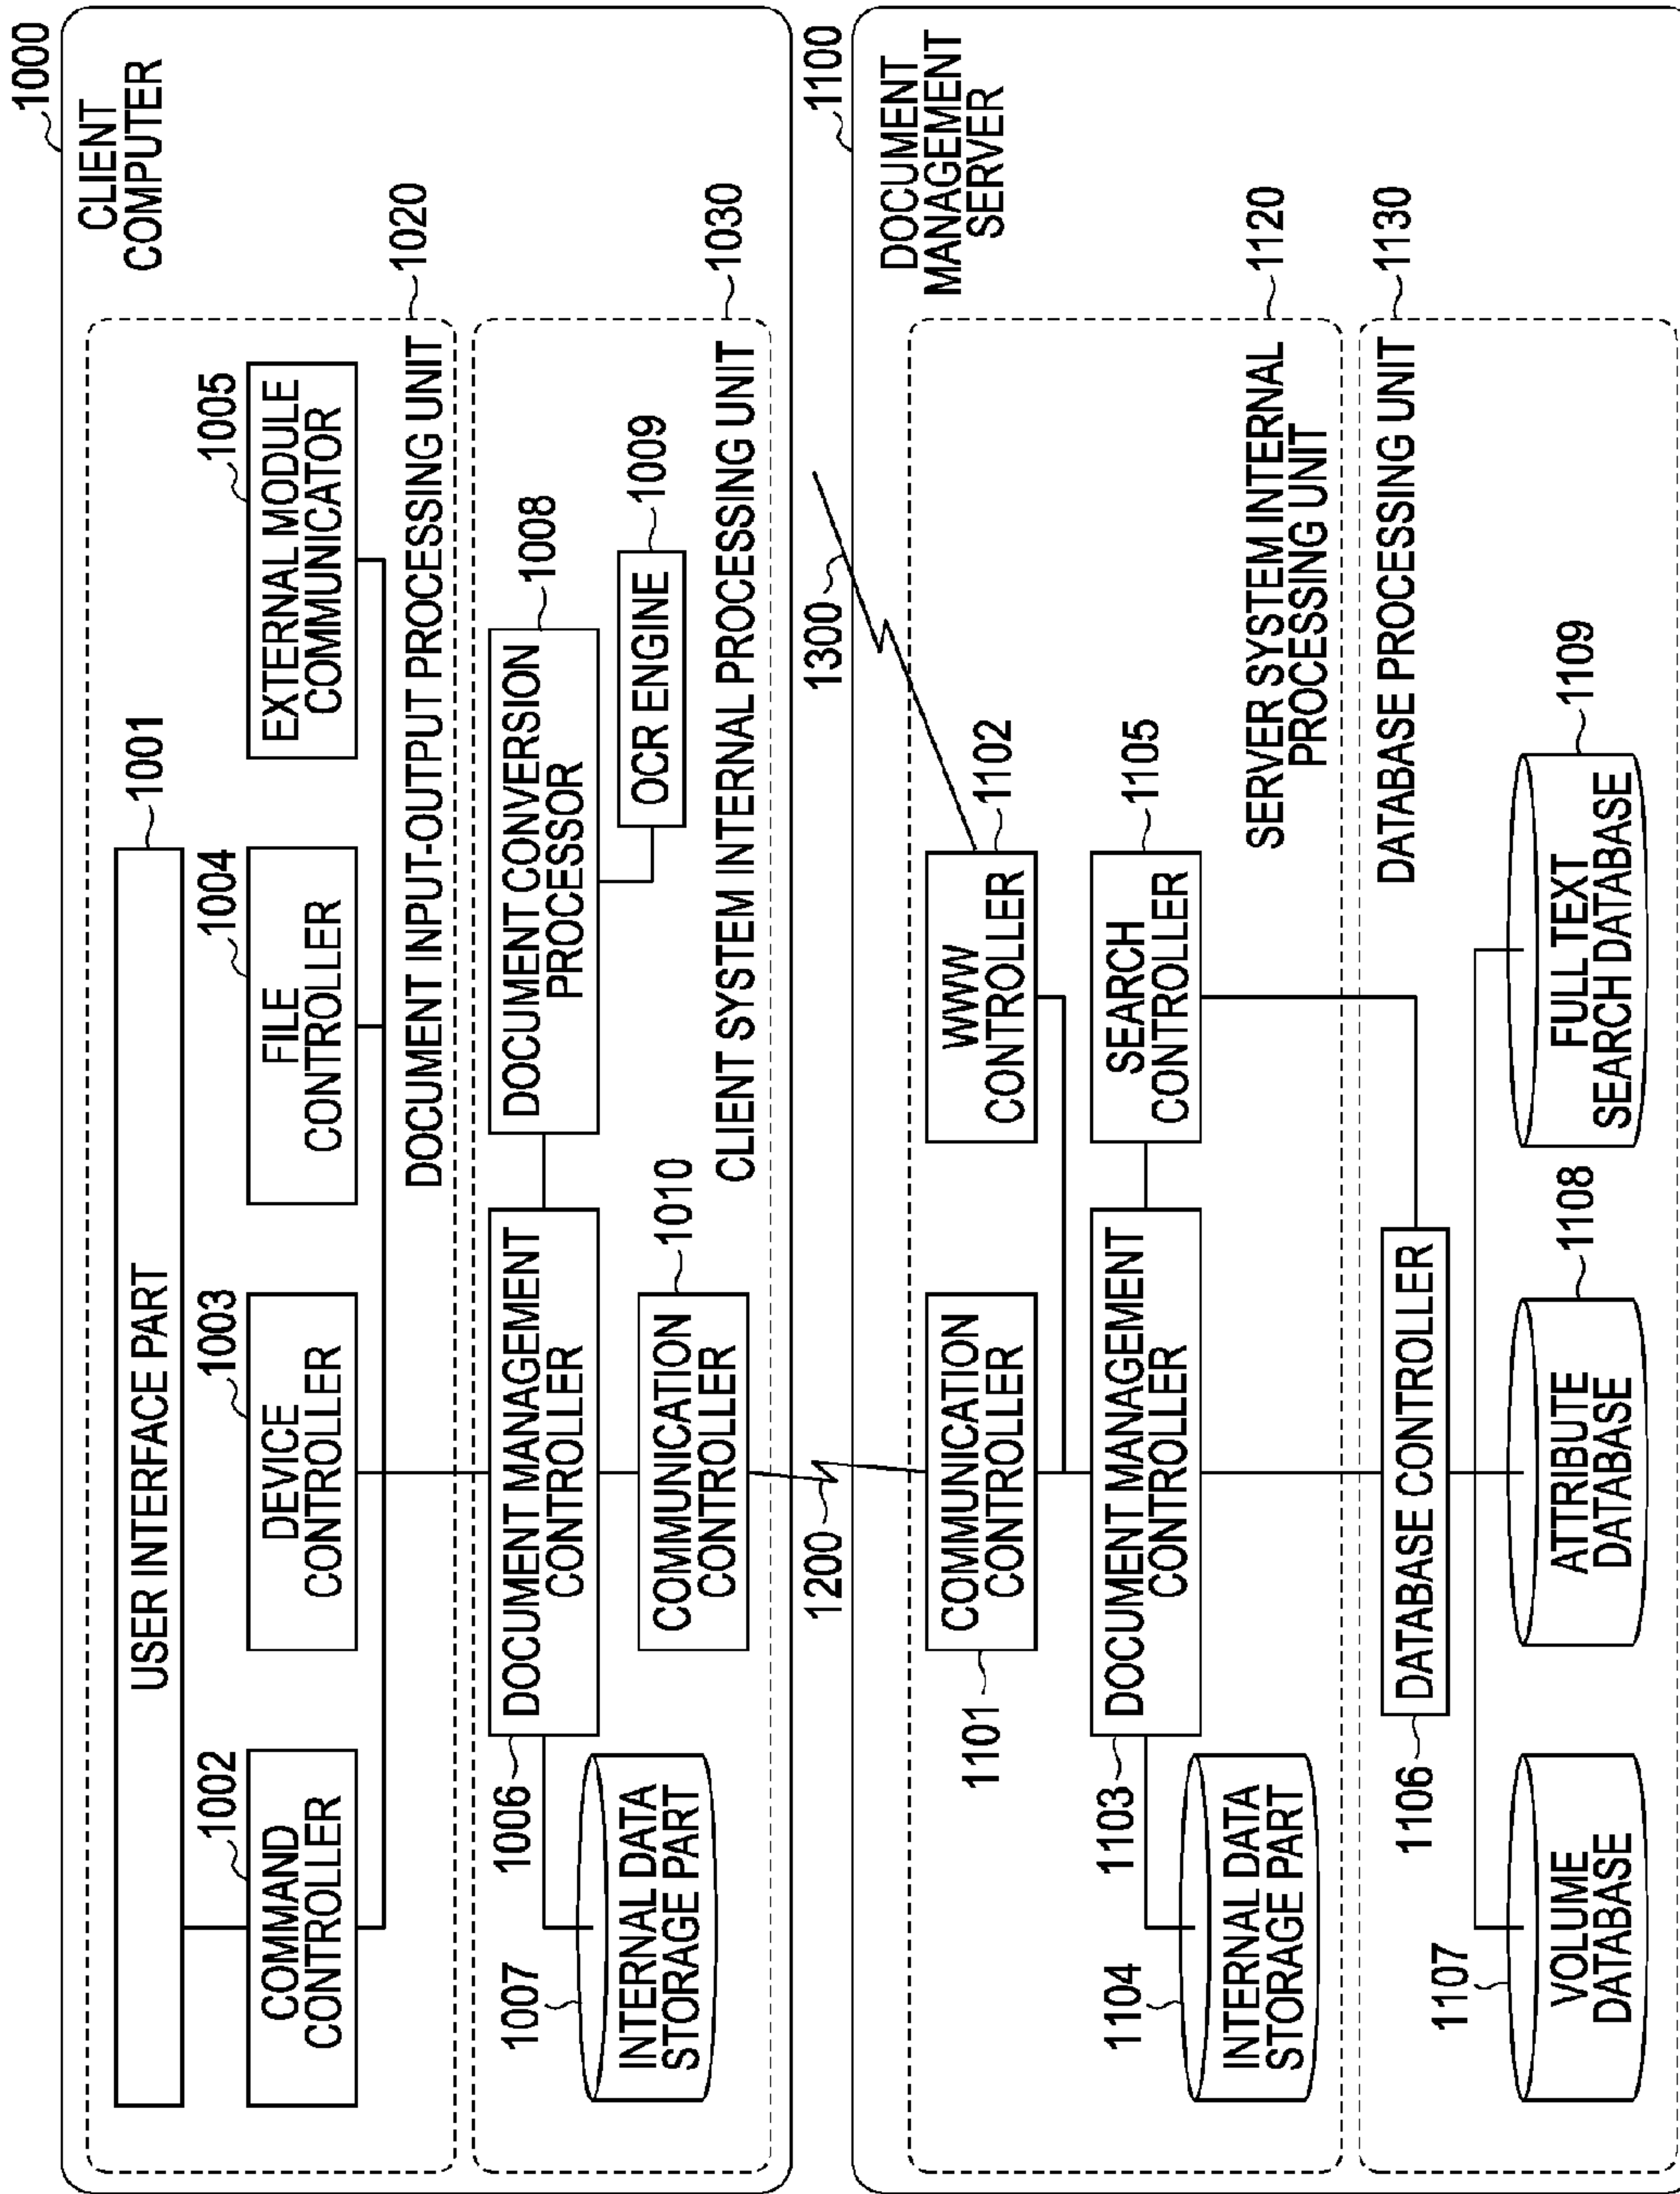 1000
CLIENT
COMPUTER
1001
USER INTERFACE PART
1002
COMMAND
CONTROLLER
1003
DEVICE
CONTROLLER
1004
FILE
CONTROLLER
1005
EXTERNAL MODULE
COMMUNICATOR
1020
DOCUMENT INPUT-OUTPUT PROCESSING UNIT
1006
DOCUMENT MANAGEMENT
CONTROLLER
1008
DOCUMENT CONVERSION
PROCESSOR
1009
OCR ENGINE
1007
INTERNAL DATA
STORAGE PART
1010
COMMUNICATION
CONTROLLER
1030
CLIENT SYSTEM INTERNAL PROCESSING UNIT
1200
1300
1100
DOCUMENT
MANAGEMENT
SERVER
1101
COMMUNICATION
CONTROLLER
1102
WWW
CONTROLLER
1103
DOCUMENT MANAGEMENT
CONTROLLER
1105
SEARCH
CONTROLLER
1104
INTERNAL DATA
STORAGE PART
1120
SERVER SYSTEM INTERNAL
PROCESSING UNIT
1130
DATABASE PROCESSING UNIT
1106
DATABASE CONTROLLER
1107
VOLUME
DATABASE
1108
ATTRIBUTE
DATABASE
1109
FULL TEXT
SEARCH DATABASE